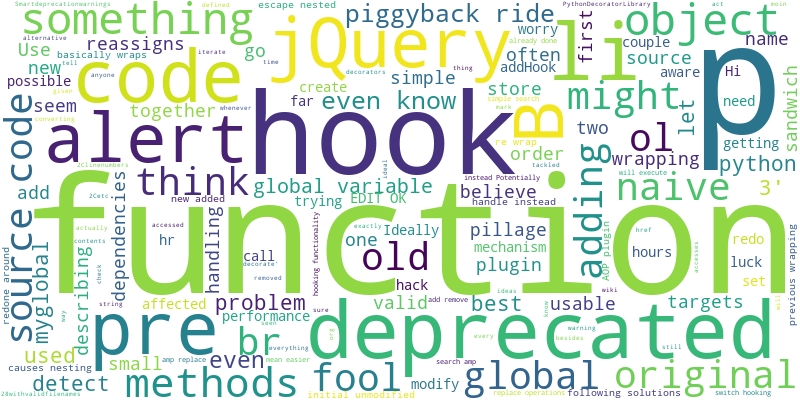 Smartdeprecationwarnings
defined
escape nested
PythonDecoratorLibrary
act
moin
something
jQuery
piggyback ride
object
alternative
reassigns
Use
basically wraps
iterate
anyone
new
tell
time
already done
worry
often
addHook
first
couple
source
aware
name
code
li
p
Hi
possible
go
simple
thing
decorators
given
converting
together
whenever
create
far
even know
store
simple search
mark
B
re wrap
might
let
need
getting
python
sandwich
seem
source code
alert
hook
order
two
ol
wrapping
add
2Clinenumbers
think
global variable
instead Potentially
handle instead
ideal
tackled
believe
adding
naive
will execute
3'
new added
trying
EDIT OK
function
2Cetc
dependencies
redone around
myglobal
describing
accessed
actually
contents
check
hr
handling
call
exactly
decorate
removed
hooking functionality
one
old
Ideally
pillage
mechanism
plugin
AoP plugin
href
accesses
hours
redo
luck
set
previous wrapping
string
way
affected
problem
hack
add remove
ideas
wiki
usable
targets
used
pre
br
performance
seen
org
valid
best
deprecated
know
warning
besides
still
causes nesting
amp replace
everything
sure
even
small
detect
methods
fool
mean easier
search amp
modify
every
global
original
will
28withvalidfilenames
initial unmodified
replace operations
following solutions
switch hooking